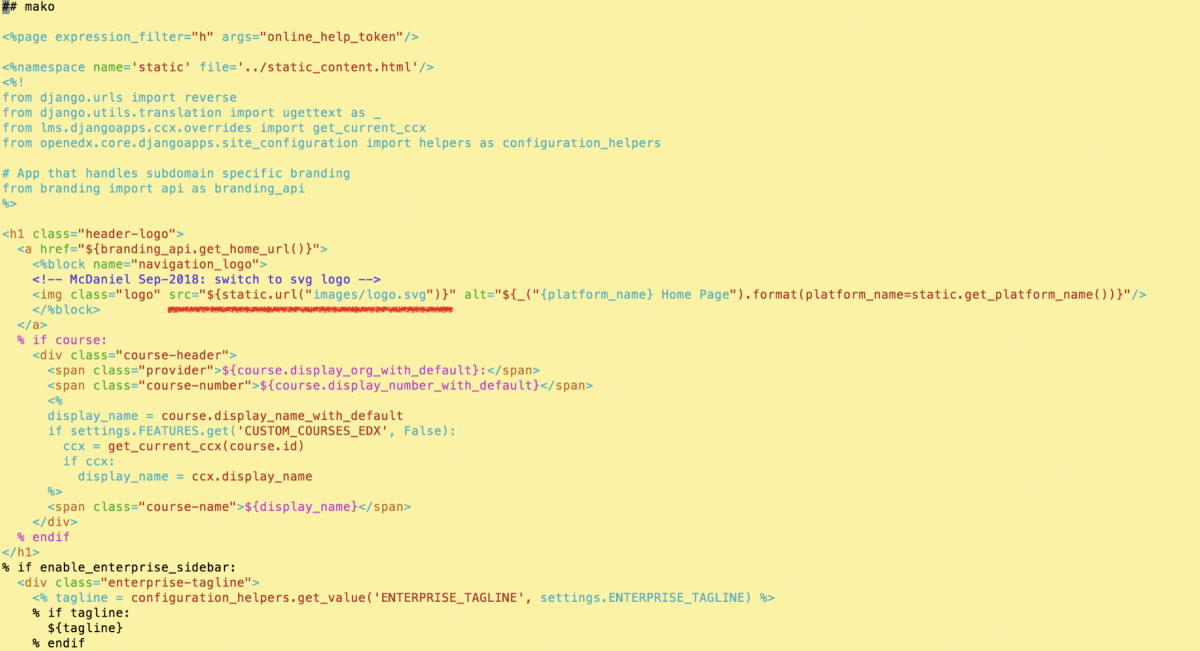 ## mako
<%page expression_filter="h" args="online_help_token"/>
<%namespace name='static' file='../static_content.html'/>
<%!
from django.urls import reverse
from django.utils.translation import ugettext as _
from lms.djangoapps.ccx.overrides import get_current_ccx
from openedx.core.djangoapps.site_configuration import helpers as configuration_helpers
# App that handles subdomain specific branding
from branding import api as branding_api
%>
<h1 class="header-logo">
<a href="${branding_api.get_home_url()}">
<%block name="navigation_logo">
<!-- McDaniel Sep-2018: switch to svg logo -->
<img class="logo" src="${static.url("images/logo.svg")}" alt="${_("{platform_name} Home Page").format(platform_name=static.get_platform_name())}"/>
</%block>
</a>
% if course:
<div class="course-header">
<span class="provider">${course.display_org_with_default}:</span>
<span class="course-number">${course.display_number_with_default}</span>
<%
display_name = course.display_name_with_default
if settings.FEATURES.get('CUSTOM_COURSES_EDX', False):
ccx = get_current_ccx(course.id)
if ccx:
display_name = ccx.display_name
%>
<span class="course-name">${display_name}</span>
</div>
% endif
</h1>
% if enable_enterprise_sidebar:
<div class="enterprise-tagline">
<% tagline = configuration_helpers.get_value('ENTERPRISE_TAGLINE', settings.ENTERPRISE_TAGLINE) %>
% if tagline:
${tagline}
% endif